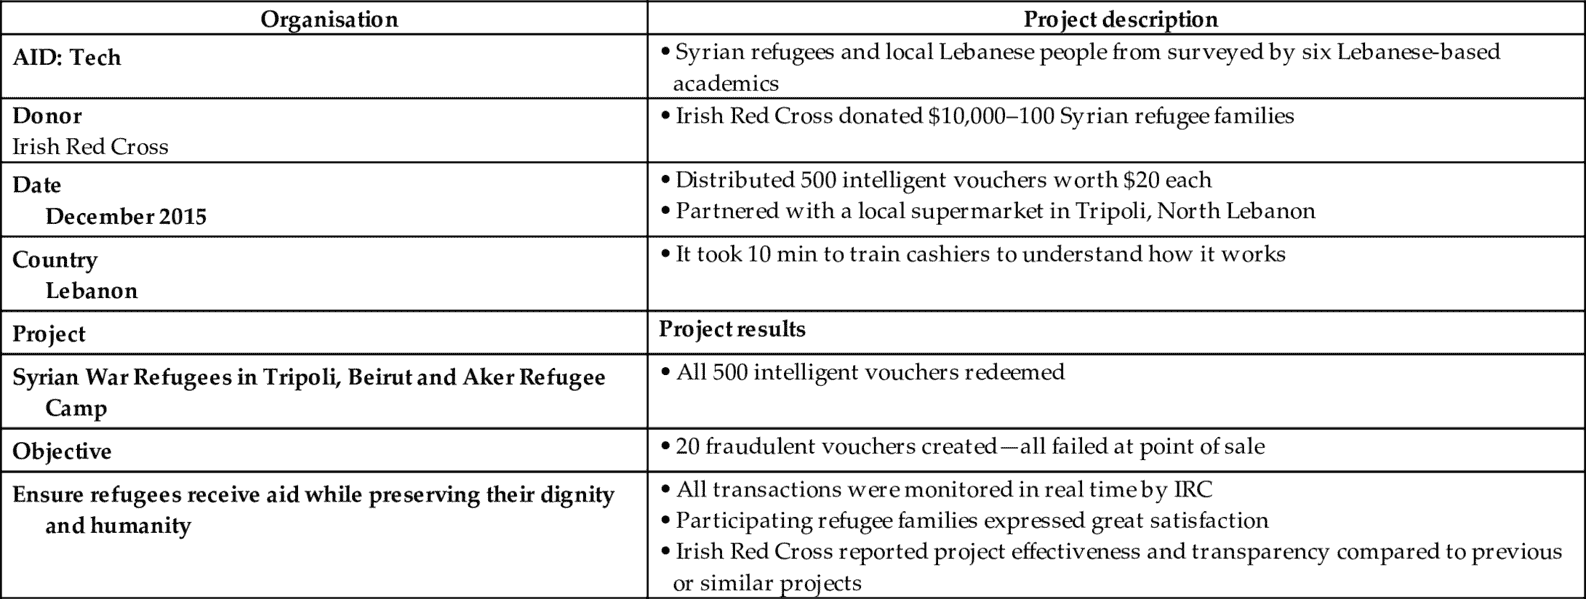 Organisation
Project description
AID: Tech
• Syrian refugees and local Lebanese people from surveyed by six Lebanese-based
academics
Donor
Irish Red Cross
• Irish Red Cross donated $10,000–100 Syrian refugee families
Date
December 2015
• Distributed 500 intelligent vouchers worth $20 each
• Partnered with a local supermarket in Tripoli, North Lebanon
Country
Lebanon
• It took 10 min to train cashiers to understand how it works
Project
Project results
Syrian War Refugees in Tripoli, Beirut and Aker Refugee
Camp
• All 500 intelligent vouchers redeemed
Objective
• 20 fraudulent vouchers created—all failed at point of sale
Ensure refugees receive aid while preserving their dignity
and humanity
• All transactions were monitored in real time by IRC
• Participating refugee families expressed great satisfaction
• Irish Red Cross reported project effectiveness and transparency compared to previous
or similar projects